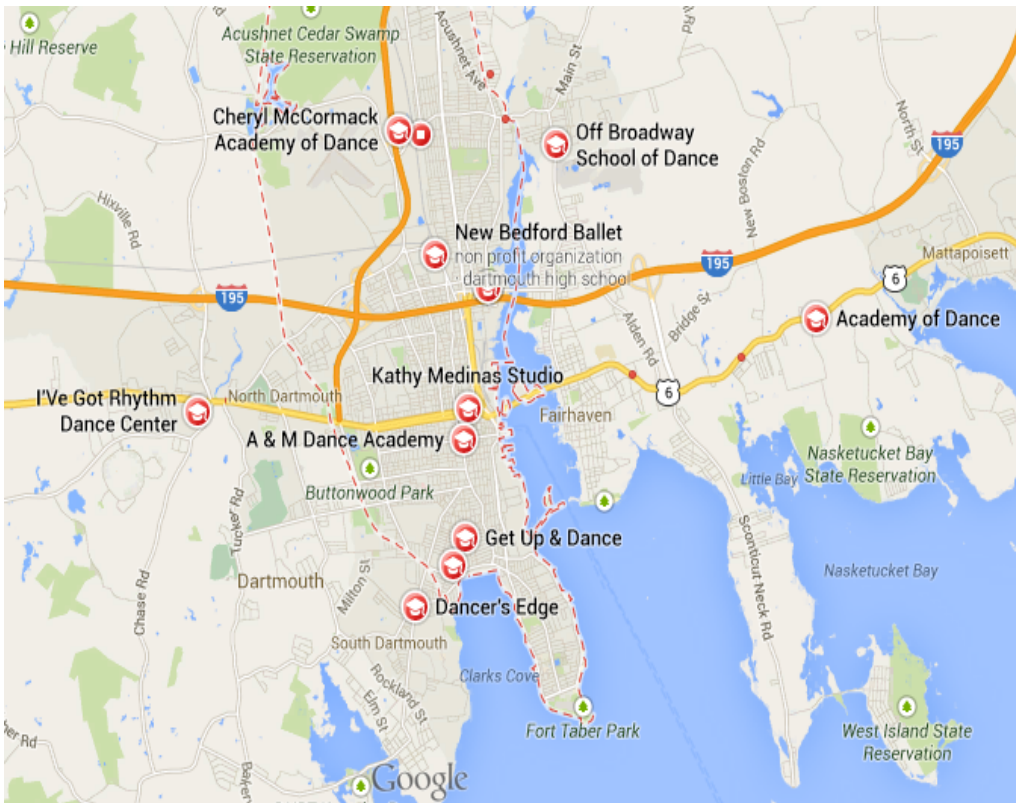 Hill Reserve
Acushnet Cedar Swamp
State Reservation
Acushnet Ave
Main St
North St
195
Cheryl McCormack
Academy of Dance
Off Broadway
School of Dance
New Boston Rd
Hixville Rd
New Bedford Ballet
non profit organization
dartmouth high school
195
195
Mattapoisett
6
Bridge St
Alden Rd
Academy of Dance
Kathy Medinas Studio
6
North Dartmouth
I'Ve Got Rhythm
Dance Center
Fairhaven
A & M Dance Academy
Nasketucket Bay
State Reservation
Little Bay
Buttonwood Park
Tucker Rd
Get Up & Dance
Sconticut Neck Rd
Nasketucket Bay
Dartmouth
Milton St
Chase Rd
Dancer's Edge
South Dartmouth
Clarks Cove
Rockland St
Elm St
Fort Taber Park
West Island State
Reservation
Rd
Google